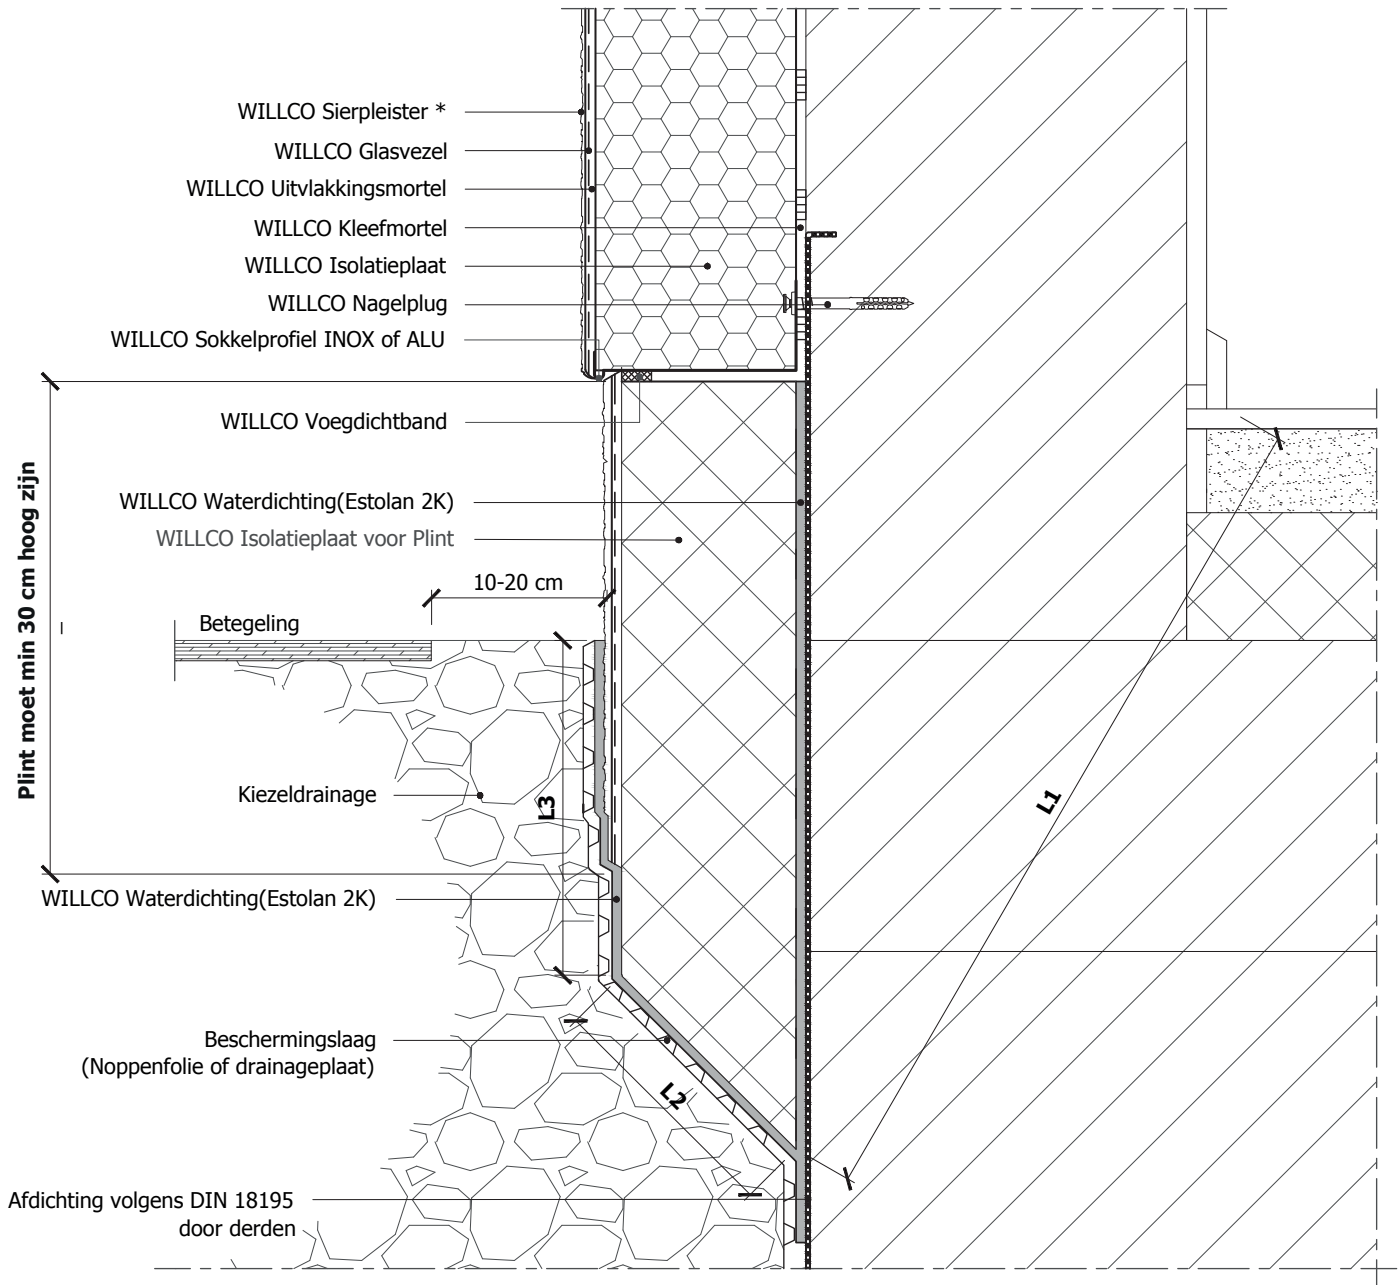 WILLCO Sierpleister *
WILLCO Glasvezel
WILLCO Uitvlakkingsmortel
WILLCO Kleefmortel
WILLCO Isolatieplaat
WILLCO Nagelplug
WILLCO Sokkelprofiel INOX of ALU
WILLCO Voegdichtband
Plint moet min 30 cm hoog zijn
WILLCO Waterdichting(Estolan 2K)
WILLCO Isolatieplaat voor Plint
10-20 cm
Betegeling
Kiezeldrainage
L3
L1
WILLCO Waterdichting(Estolan 2K)
Beschermingslaag
(Noppenfolie of drainageplaat)
L2
Afdichting volgens DIN 18195
door derden